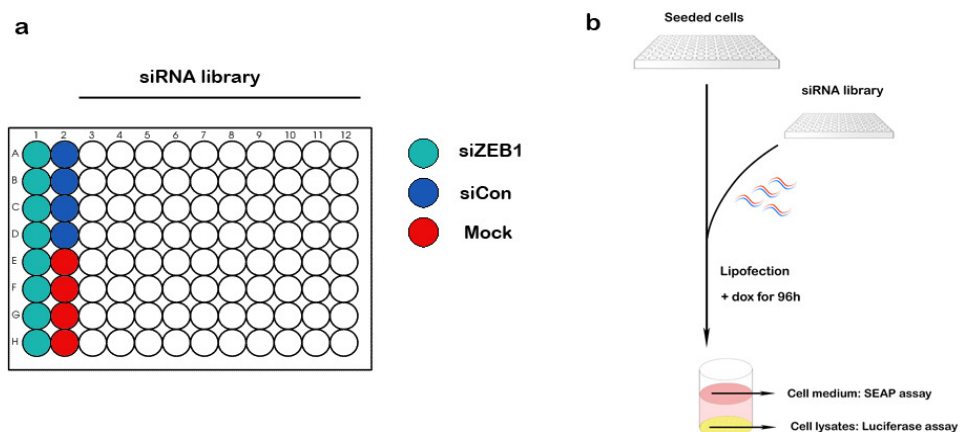 a
siRNA library
1 2 3 4 5 6 7 8 9 10 11 12
A
B
C
D
E
F
G
H
siZEB1
siCon
Mock
b
Seeded cells
siRNA library
Lipofection
+ dox for 96h
Cell medium: SEAP assay
Cell lysates: Luciferase assay